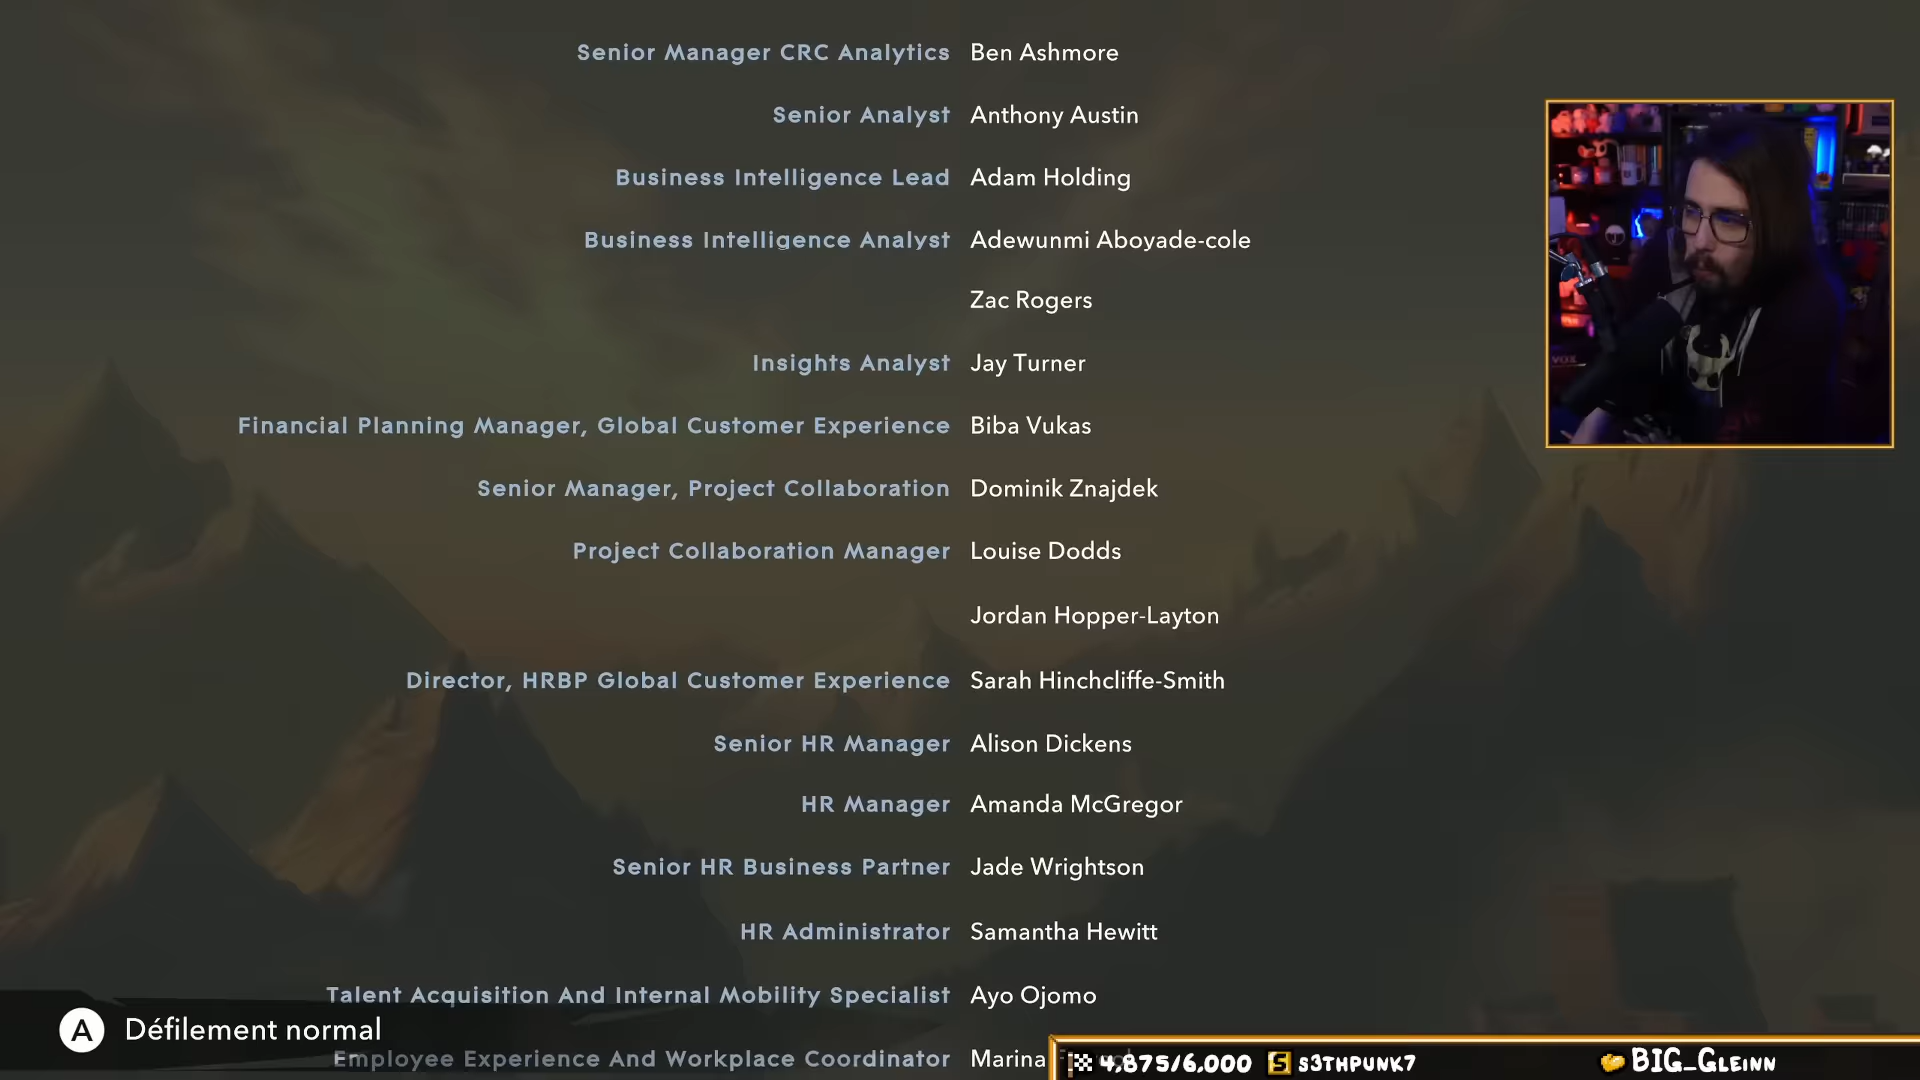 Senior Manager CRC Analytics Ben Ashmore
Senior Analyst Anthony Austin
Business Intelligence Lead Adam Holding
Business Intelligence Analyst Adewunmi Aboyade-cole
Zac Rogers
Insights Analyst Jay Turner
Financial Planning Manager, Global Customer Experience Biba Vukas
Senior Manager, Project Collaboration Dominik Znajdek
Project Collaboration Manager Louise Dodds
Jordan Hopper-Layton
Director, HRBP Global Customer Experience Sarah Hinchcliffe-Smith
Senior HR Manager Alison Dickens
HR Manager Amanda McGregor
Senior HR Business Partner Jade Wrightson
HR Administrator Samantha Hewitt
Talent Acquisition And Internal Mobility Specialist Ayo Ojomo
A Défilement normal
Employee Experience And Workplace Coordinator Marina
4,875/6,000 S s3thpunk7 BIG_Gleinn